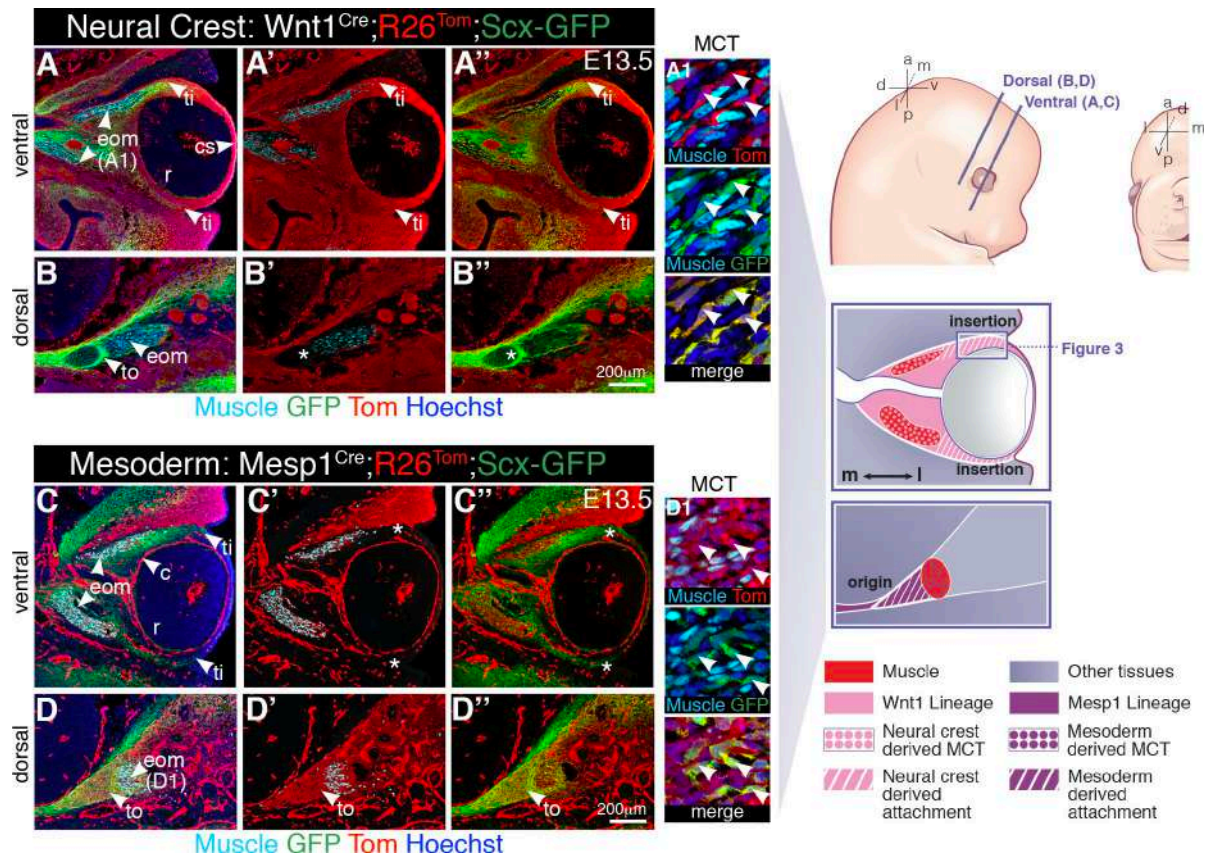 Neural Crest: Wnt1Cre;R26Tom;Scx-GFP
ventral
A
ti
eom
(A1)
cs
r
ti
A'
ti
ti
A''
E13.5
ti
ti
dorsal
B
eom
to
B'
*
B''
*
200µm
Muscle GFP Tom Hoechst
MCT
A1
Muscle Tom
Muscle GFP
merge
Mesoderm: Mesp1Cre;R26Tom;Scx-GFP
ventral
C
ti
c
eom
r
ti
C'
*
*
C''
E13.5
*
*
dorsal
D
eom
(D1)
to
D'
to
D''
to
200µm
Muscle GFP Tom Hoechst
MCT
D1
Muscle Tom
Muscle GFP
merge
a
m
d
v
l
p
Dorsal (B,D)
Ventral (A,C)
a
d
l
m
v
p
insertion
Figure 3
m
l
insertion
origin
Muscle
Other tissues
Wnt1 Lineage
Mesp1 Lineage
Neural crest
derived MCT
Mesoderm
derived MCT
Neural crest
derived
attachment
Mesoderm
derived
attachment